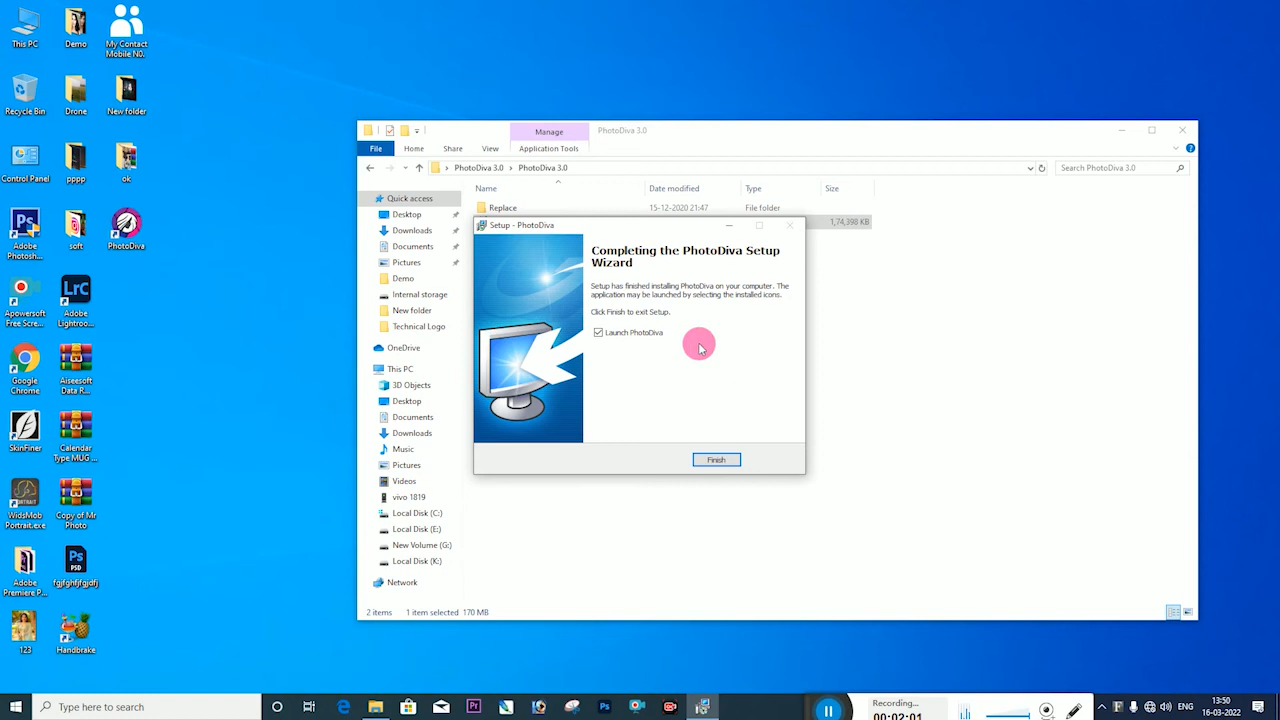 This PC
Demo
My Contact
Mobile N0.
Recycle Bin
Drone
New folder
Control Panel
pppp
ok
Adobe
Photosh...
soft
PhotoDiva
Apowersoft
Free Scre...
Adobe
Lightroo...
Google
Chrome
Aiseesoft
Data R...
SkinFiner
Calendar
Type MUG ...
WidsMob
Portrait.exe
Copy of Mr
Photo
Adobe
Premiere P...
fgjfghfjfgjdfj
123
Handbrake
Manage
PhotoDiva 3.0
File
Home
Share
View
Application Tools
PhotoDiva 3.0 > PhotoDiva 3.0
Search PhotoDiva 3.0
Name
Date modified
Type
Size
Replace
15-12-2020 21:47
File folder
1,74,398 KB
Quick access
Desktop
Downloads
Documents
Pictures
Demo
Internal storage
New folder
Technical Logo
OneDrive
This PC
3D Objects
Desktop
Documents
Downloads
Music
Pictures
Videos
vivo 1819
Local Disk (C:)
Local Disk (E:)
New Volume (G:)
Local Disk (K:)
Network
2 items
1 item selected 170 MB
Setup - PhotoDiva
Completing the PhotoDiva Setup
Wizard
Setup has finished installing PhotoDiva on your computer. The
application may be launched by selecting the installed icons.
Click Finish to exit Setup.
Launch PhotoDiva
Finish
Type here to search
Recording...
00:02:01
13:50
16-03-2022